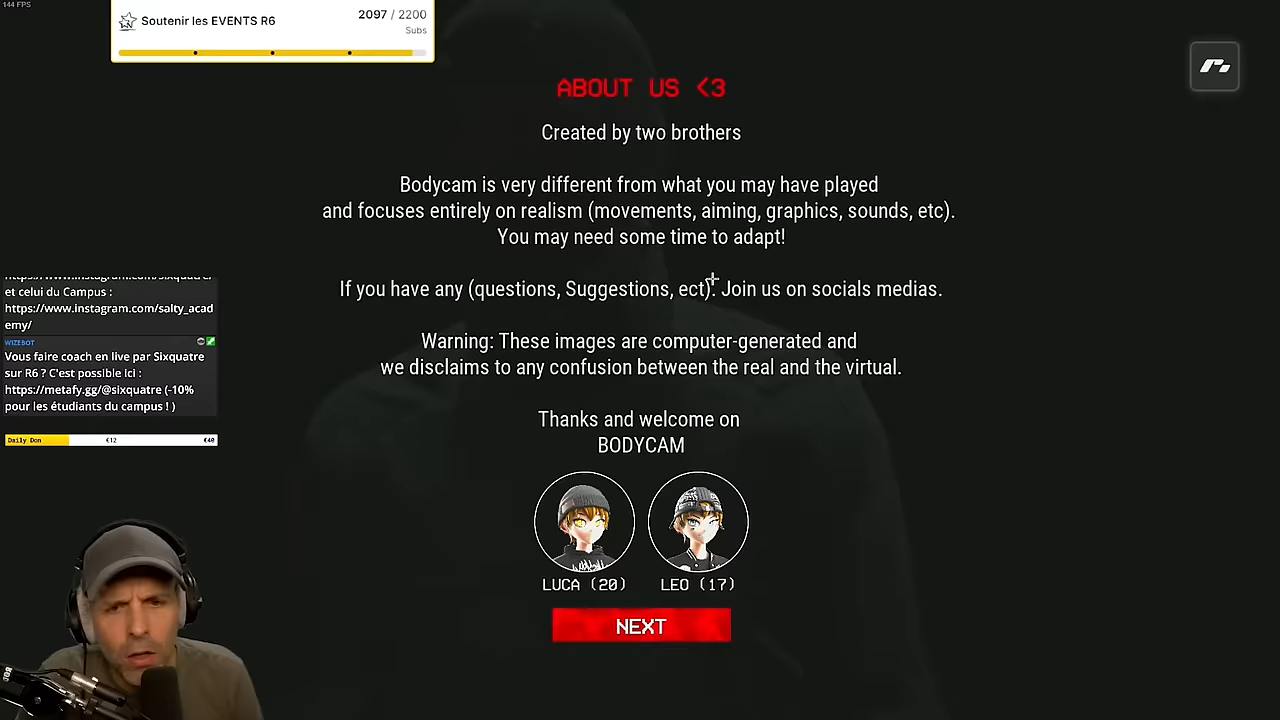 144 FPS
Soutenir les EVENTS R6
2097 / 2200
Subs
ABOUT US <3
Created by two brothers
Bodycam is very different from what you may have played
and focuses entirely on realism (movements, aiming, graphics, sounds, etc).
You may need some time to adapt!
If you have any (questions, Suggestions, ect). Join us on socials medias.
Warning: These images are computer-generated and
we disclaims to any confusion between the real and the virtual.
Thanks and welcome on
BODYCAM
LUCA (20)
LEO (17)
NEXT
et celui du Campus :
https://www.instagram.com/salty_acad
emy/
WIZEBOT
Vous faire coach en live par Sixquatre
sur R6 ? C'est possible ici :
https://metafy.gg/@sixquatre (-10%
pour les étudiants du campus ! )
Daily Don
€12
€40